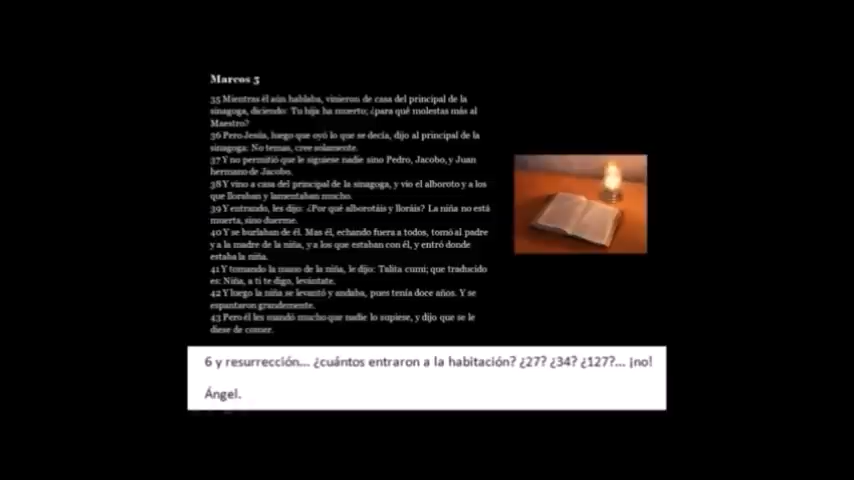 Marcos 5
35 Mientras él aún hablaba, vinieron de casa del principal de la
sinagoga, diciendo: Tu hija ha muerto; ¿para qué molestas más al
Maestro?
36 Pero Jesús, luego que oyó lo que se decía, dijo al principal de la
sinagoga: No temas, cree solamente.
37 Y no permitió que le siguiese nadie sino Pedro, Jacobo, y Juan
hermano de Jacobo.
38 Y vino a casa del principal de la sinagoga, y vio el alboroto y a los
que lloraban y lamentaban mucho.
39 Y entrando, les dijo: ¿Por qué alborotáis y lloráis? La niña no está
muerta, sino duerme.
40 Y se burlaban de él. Mas él, echando fuera a todos, tomó al padre
y a la madre de la niña, y a los que estaban con él, y entró donde
estaba la niña.
41 Y tomando la mano de la niña, le dijo: Talita cumi; que traducido
es: Niña, a ti te digo, levántate.
42 Y luego la niña se levantó y andaba, pues tenía doce años. Y se
espantaron grandemente.
43 Pero él les mandó mucho que nadie lo supiese, y dijo que se le
diese de comer.
6 y resurrección... ¿cuántos entraron a la habitación? ¿27? ¿34? ¿127?... ¡no!
Ángel.